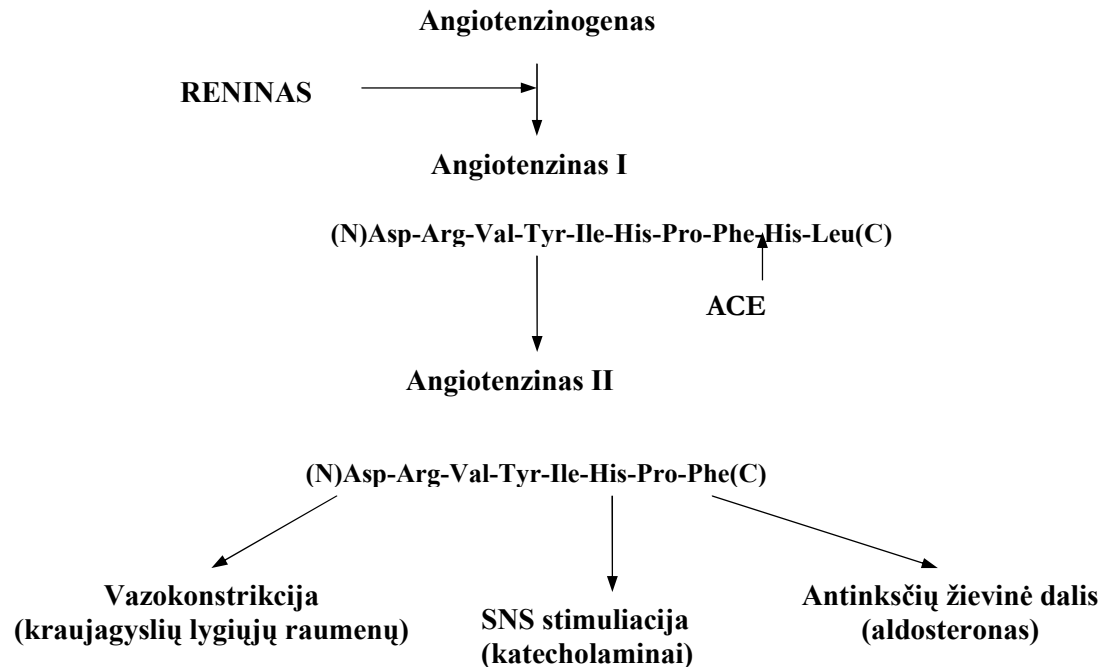 Angiotenzinogenas
RENINAS
Angiotenzinas I
(N)Asp-Arg-Val-Tyr-Ile-His-Pro-Phe-His-Leu(C)
ACE
Angiotenzinas II
(N)Asp-Arg-Val-Tyr-Ile-His-Pro-Phe(C)
Vazokonstrikcija
(kraujagyslių lygiųjų raumenų)
SNS stimuliacija
(katecholaminai)
Antinksčių žievinė dalis
(aldosteronas)